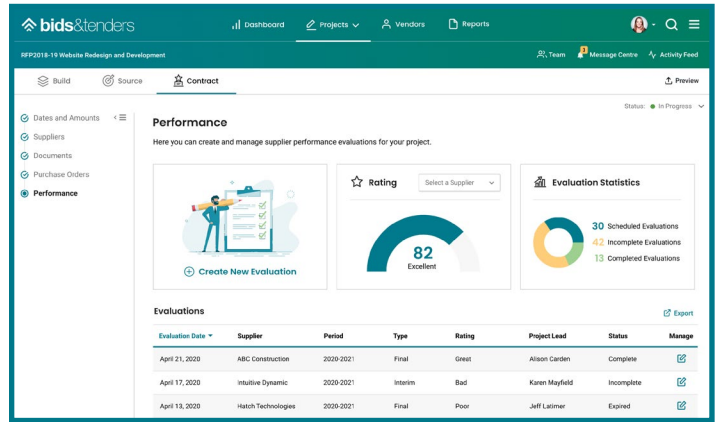 bids&tenders
Dashboard
Projects
Vendors
Reports
RFP2018-19 Website Redesign and Development
Team
3
Message Centre
Activity Feed
Build
Source
Contract
Preview
Status: In Progress
Dates and Amounts
Suppliers
Documents
Purchase Orders
Performance
Performance
Here you can create and manage supplier performance evaluations for your project.
Create New Evaluation
Rating
Select a Supplier
82
Excellent
Evaluation Statistics
30 Scheduled Evaluations
42 Incomplete Evaluations
13 Completed Evaluations
Evaluations
Export
Evaluation Date Supplier Period Type Rating Project Lead Status Manage
April 21, 2020 ABC Construction 2020-2021 Final Great Alison Carden Complete
April 17, 2020 Intuitive Dynamic 2020-2021 Interim Bad Karen Mayfield Incomplete
April 13, 2020 Hatch Technologies 2020-2021 Final Poor Jeff Latimer Expired